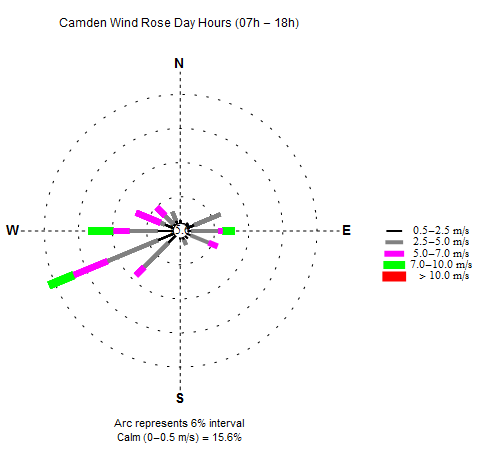 Camden Wind Rose Day Hours (07h – 18h)
N
W
E
0.5–2.5 m/s
2.5–5.0 m/s
5.0–7.0 m/s
7.0–10.0 m/s
> 10.0 m/s
S
Arc represents 6% interval
Calm (0–0.5 m/s) = 15.6%